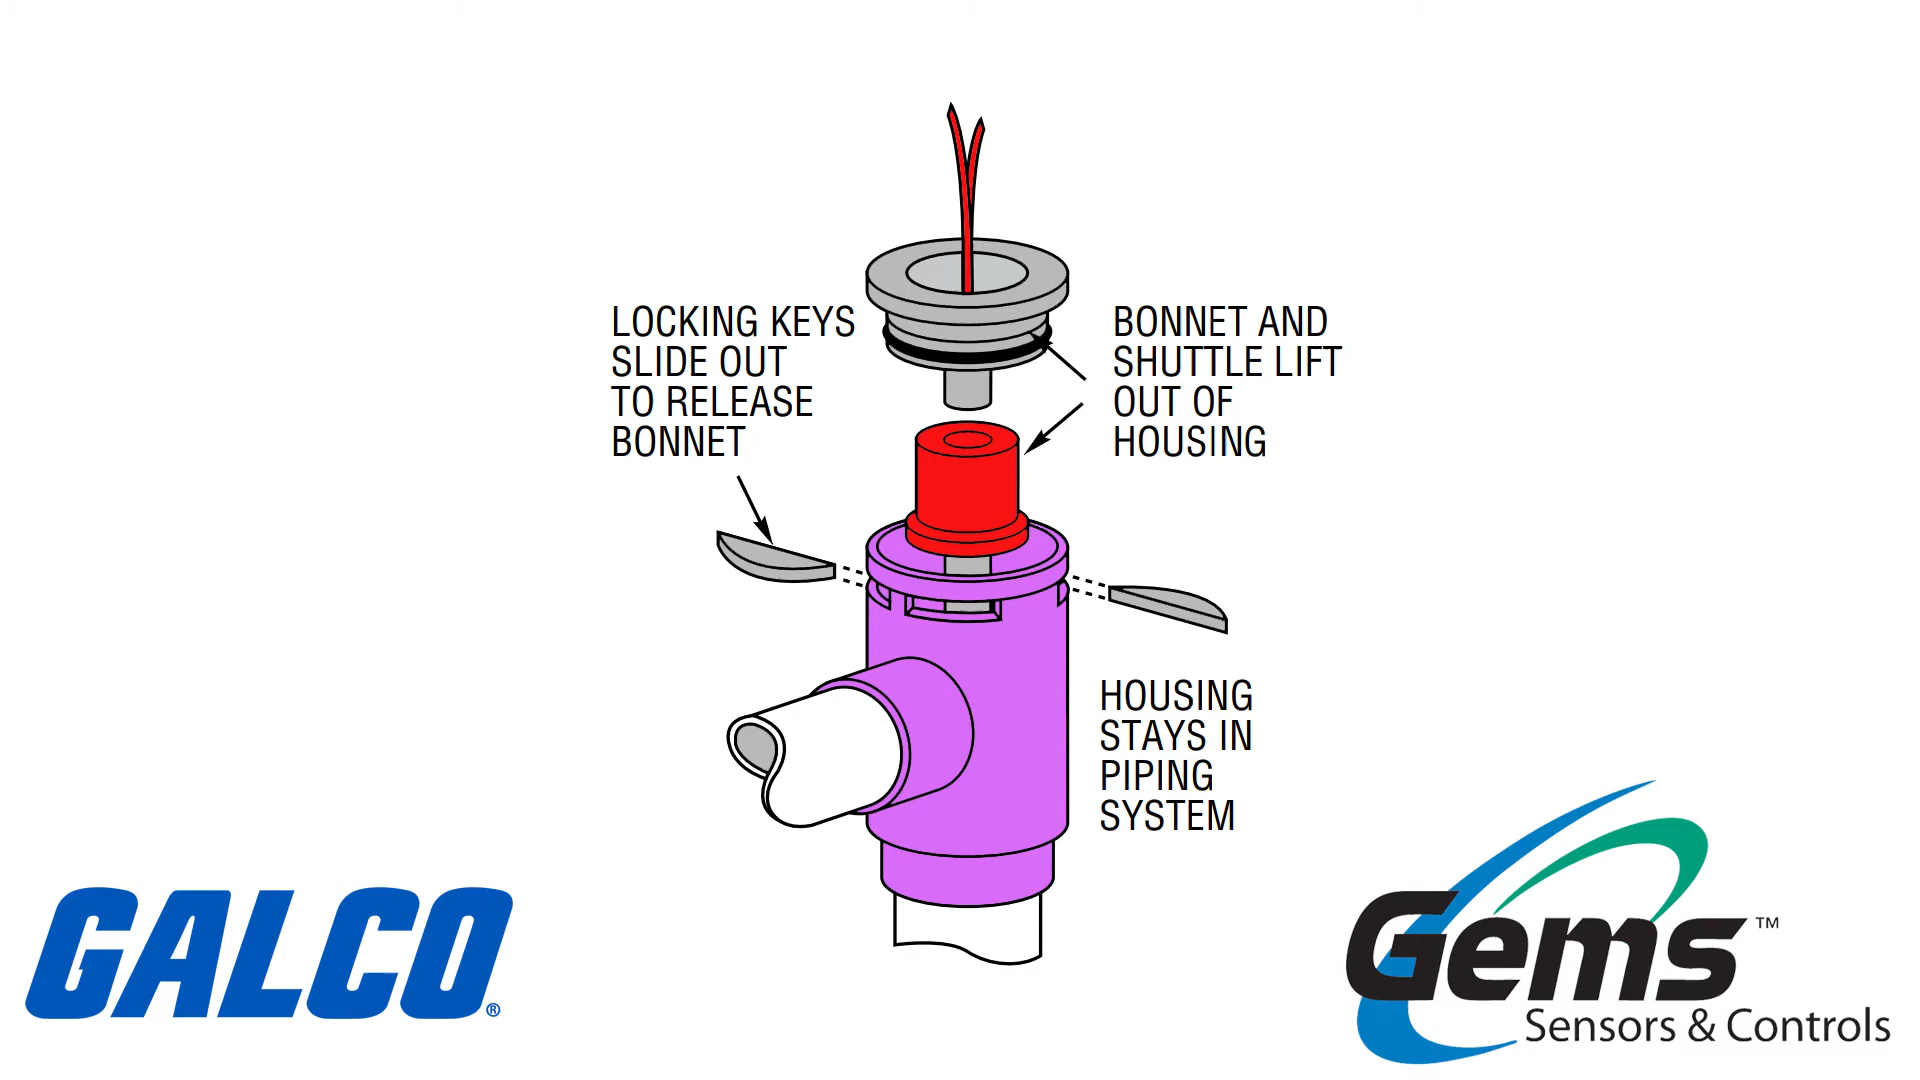 LOCKING KEYS
SLIDE OUT
TO RELEASE
BONNET
BONNET AND
SHUTTLE LIFT
OUT OF
HOUSING
HOUSING
STAYS IN
PIPING
SYSTEM
GALCO®
Gems™
Sensors & Controls